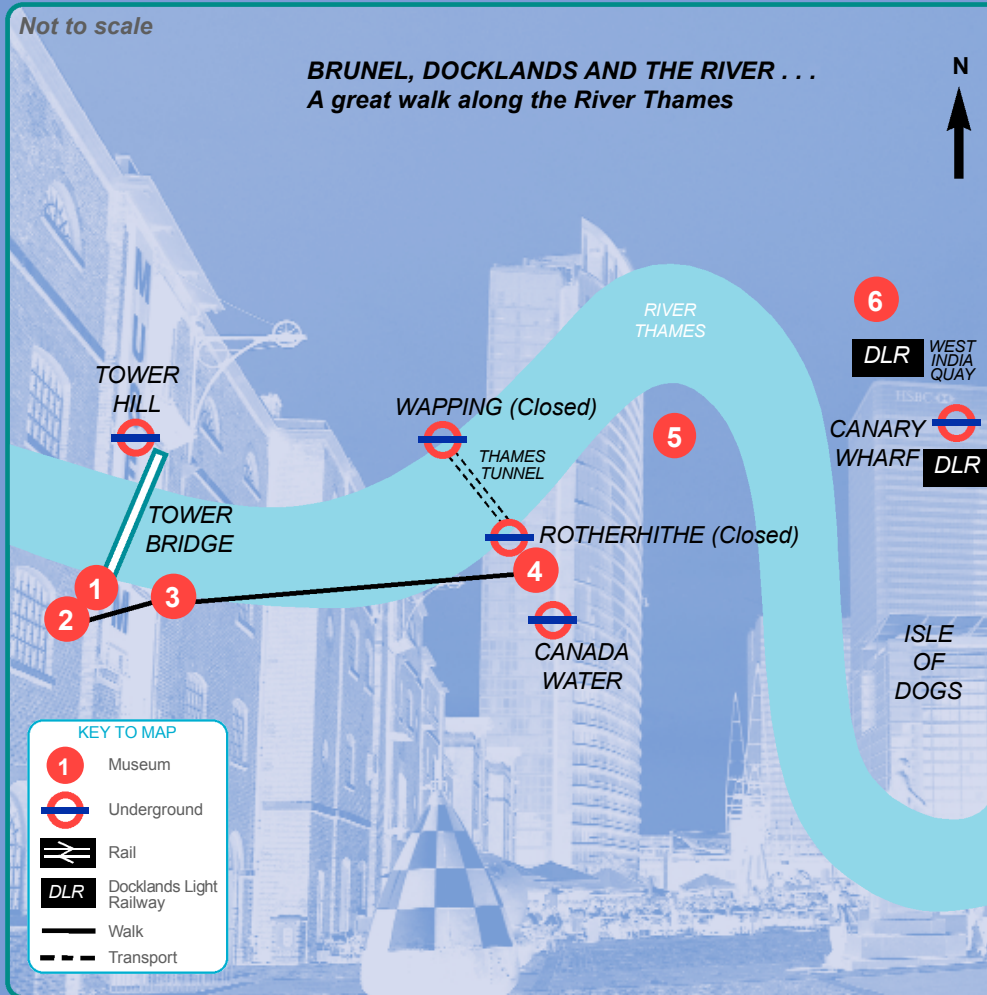 Not to scale
BRUNEL, DOCKLANDS AND THE RIVER . . .
A great walk along the River Thames
N
RIVER
THAMES
6
DLR
WEST
INDIA
QUAY
HSBC
TOWER
HILL
WAPPING (Closed)
THAMES
TUNNEL
5
CANARY
WHARF
DLR
TOWER
BRIDGE
ROTHERHITHE (Closed)
1
2
3
4
CANADA
WATER
ISLE
OF
DOGS
M
U
M
KEY TO MAP
1
Museum
Underground
Rail
DLR
Docklands Light
Railway
Walk
Transport